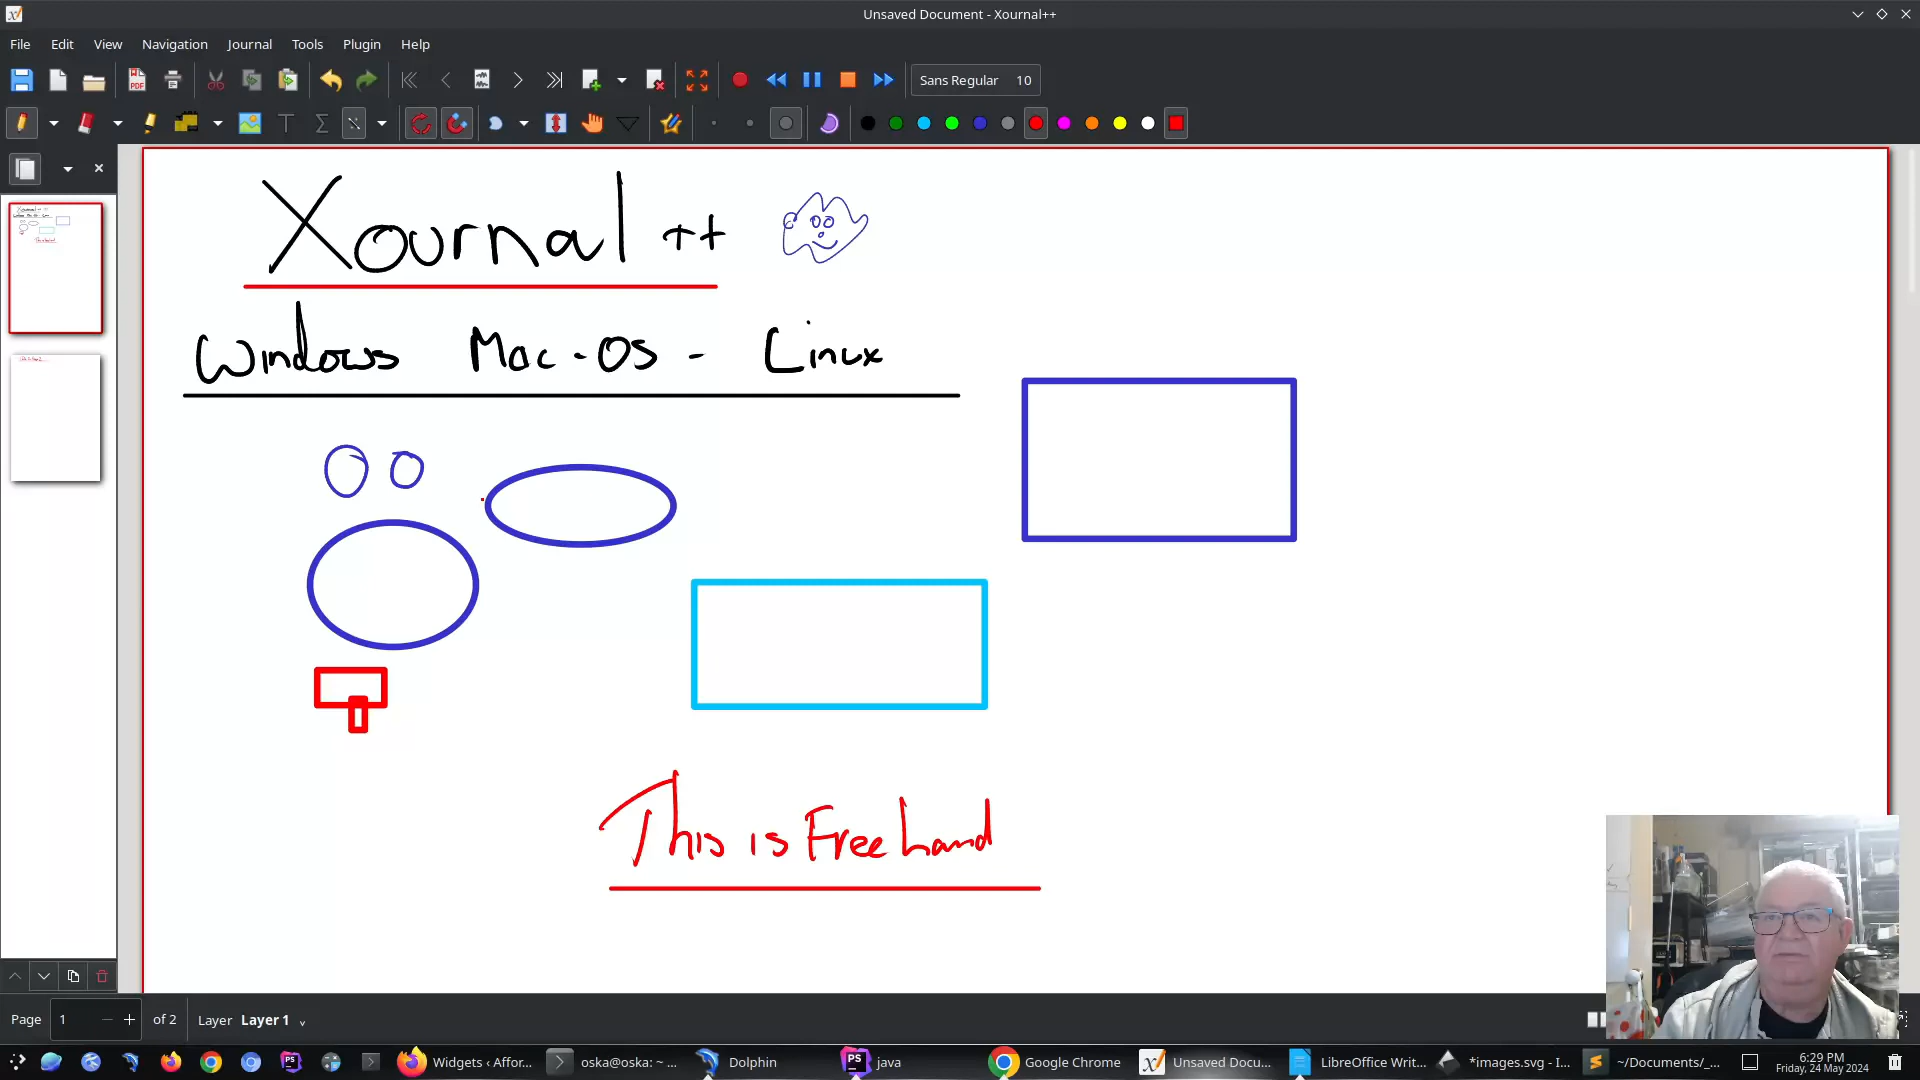 Unsaved Document - Xournal++
File Edit View Navigation Journal Tools Plugin Help
Sans Regular 10
Xournal ++
Windows Mac-OS - Linux
This is Free hand
Page 1 of 2 Layer Layer 1
Widgets ‹ Affor... oska@oska: ~ ... Dolphin java Google Chrome Unsaved Docu... LibreOffice Writ... *images.svg - I... ~/Documents/_...
6:29 PM
Friday, 24 May 2024